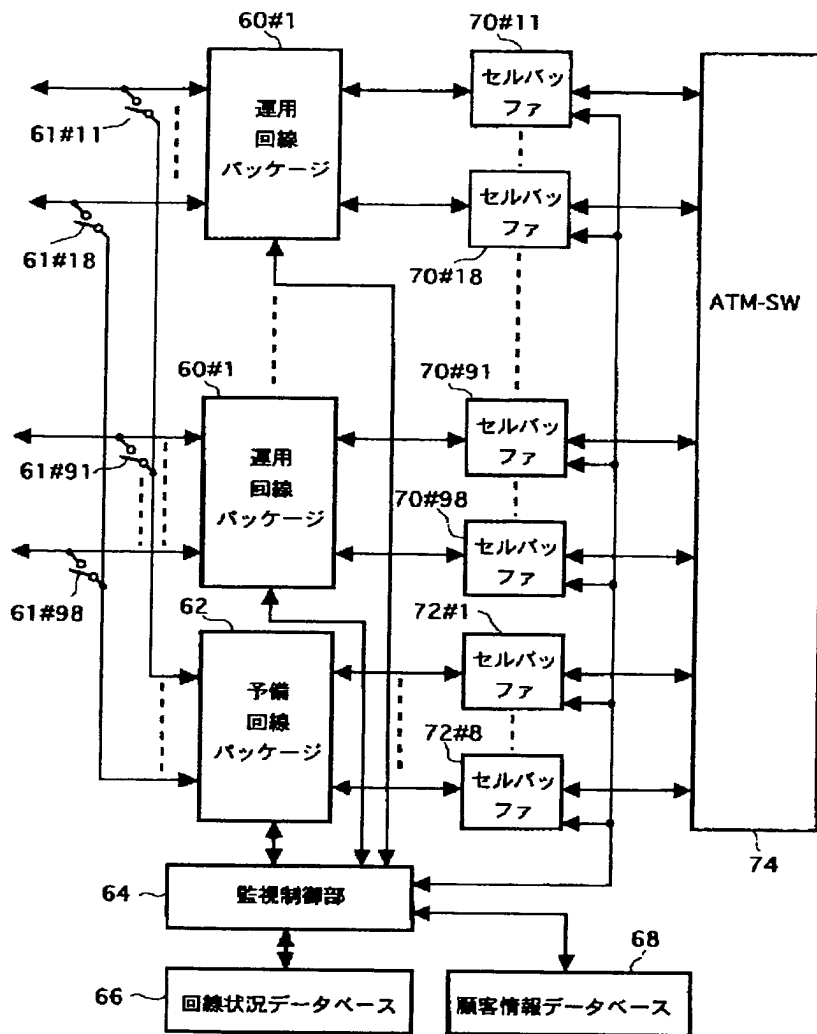 60#1
70#11
セルバッ
ファ
61#11
運用
回線
パッケージ
セルバッ
ファ
61#18
70#18
ATM-SW
60#1
70#91
セルバッ
ファ
61#91
運用
回線
パッケージ
70#98
セルバッ
ファ
61#98
62
72#1
セルバッ
ファ
予備
回線
パッケージ
72#8
セルバッ
ファ
74
64
監視制御部
68
66
回線状況データベース
顧客情報データベース